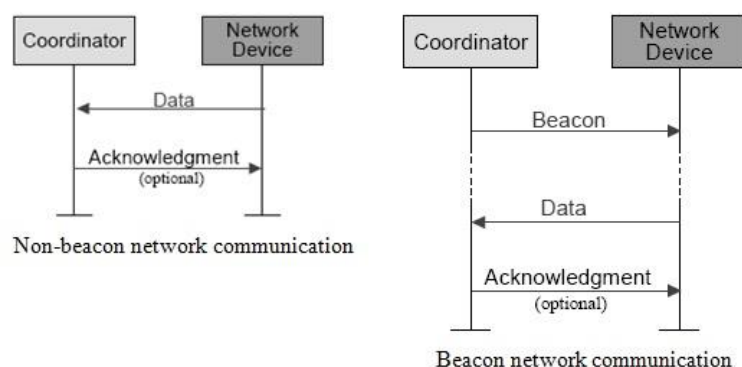 Coordinator
Network
Device
Data
Acknowledgment
(optional)
Non-beacon network communication
Coordinator
Network
Device
Beacon
Data
Acknowledgment
(optional)
Beacon network communication